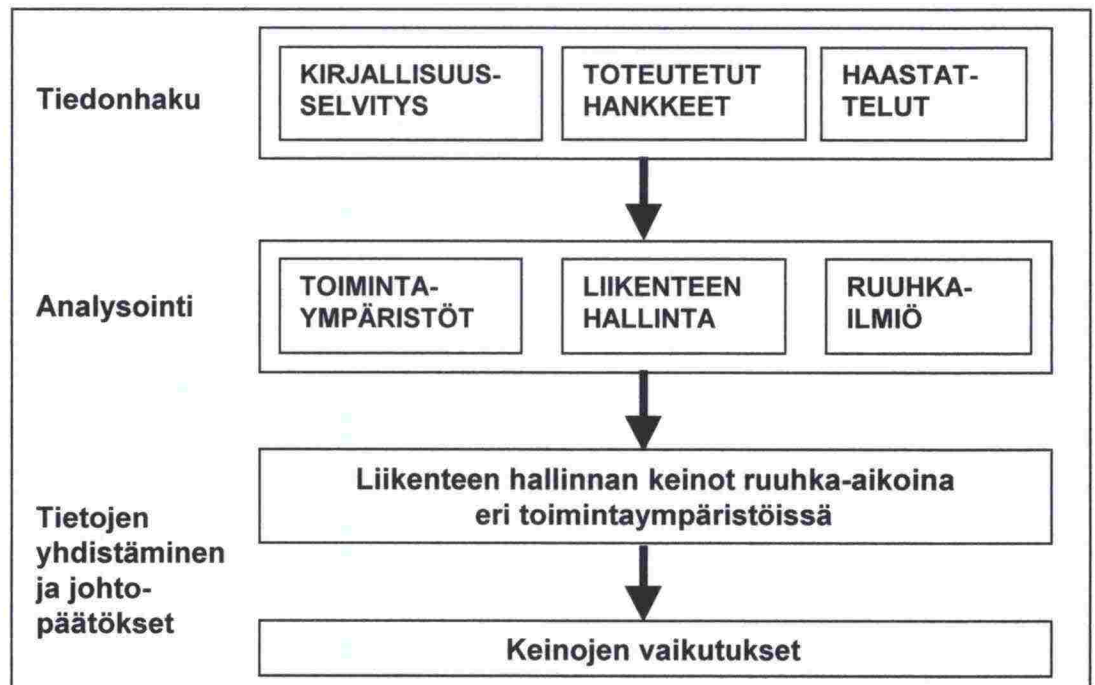 Tiedonhaku
KIRJALLISUUS-
SELVITYS
TOTEUTETUT
HANKKEET
HAASTAT-
TELUT
Analysointi
TOIMINTA-
YMPÄRISTÖT
LIIKENTEEN
HALLINTA
RUUHKA-
ILMIÖ
Tietojen
yhdistäminen
ja johto-
päätökset
Liikenteen hallinnan keinot ruuhka-aikoina
eri toimintaympäristöissä
Keinojen vaikutukset